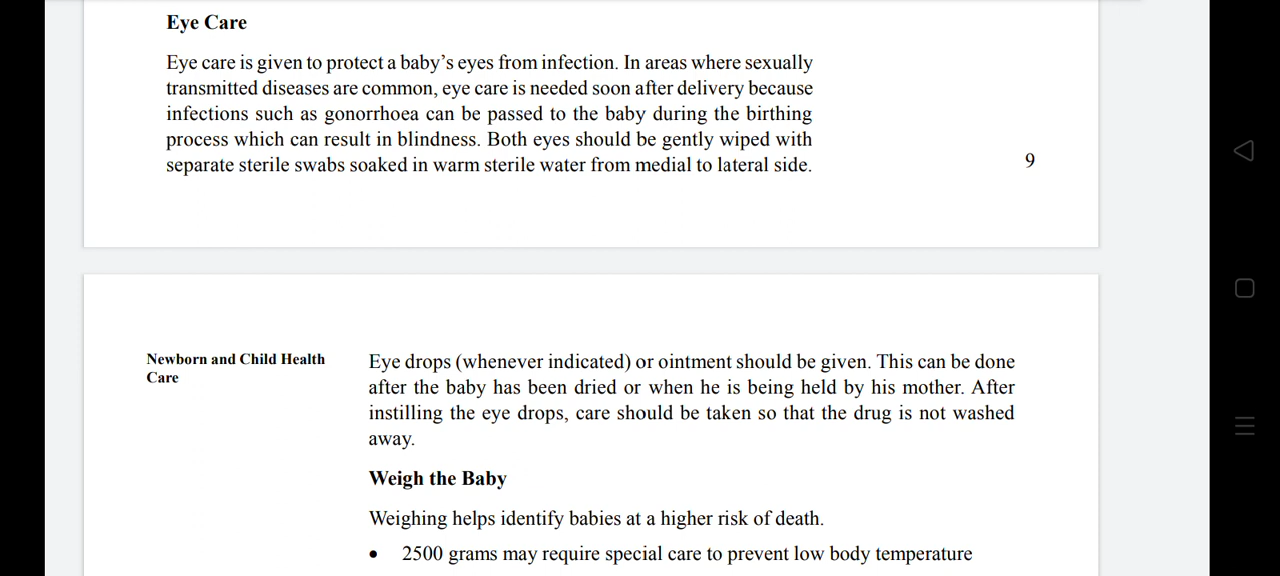 Eye Care
Eye care is given to protect a baby's eyes from infection. In areas where sexually
transmitted diseases are common, eye care is needed soon after delivery because
infections such as gonorrhoea can be passed to the baby during the birthing
process which can result in blindness. Both eyes should be gently wiped with
separate sterile swabs soaked in warm sterile water from medial to lateral side.
9
Newborn and Child Health
Care
Eye drops (whenever indicated) or ointment should be given. This can be done
after the baby has been dried or when he is being held by his mother. After
instilling the eye drops, care should be taken so that the drug is not washed
away.
Weigh the Baby
Weighing helps identify babies at a higher risk of death.
• 2500 grams may require special care to prevent low body temperature